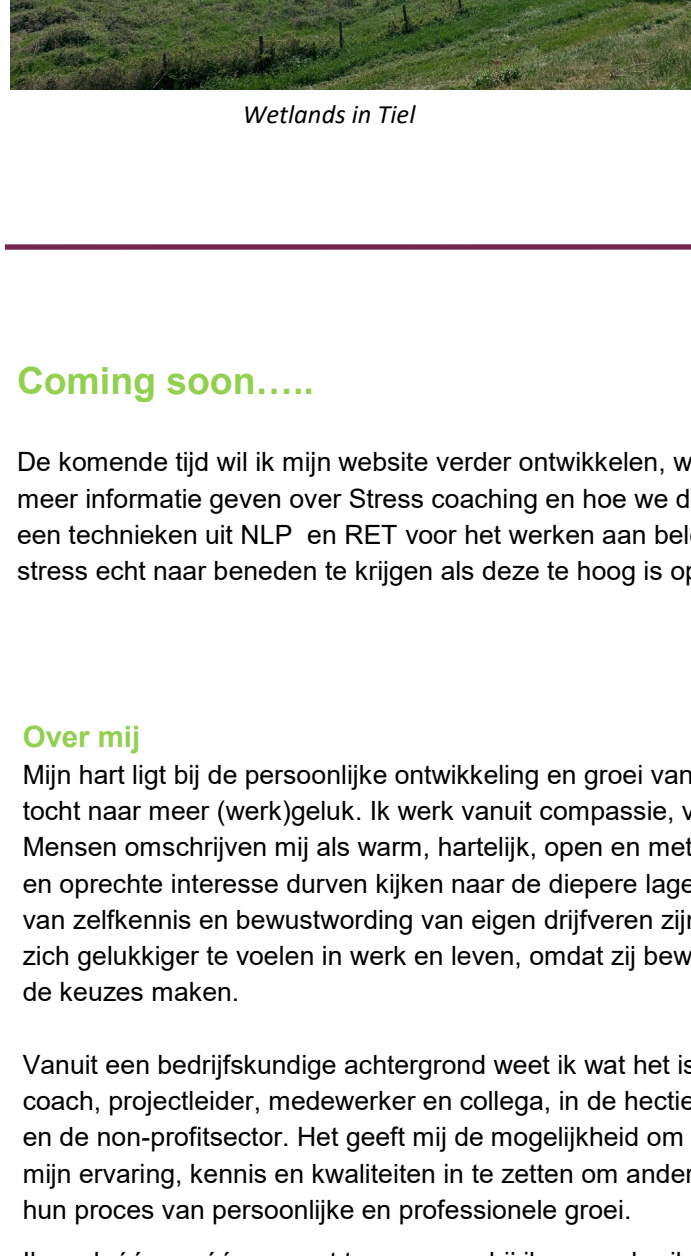 Wetlands in Tiel
Coming soon…..
De komende tijd wil ik mijn website verder ontwikkelen, w
meer informatie geven over Stress coaching en hoe we d
een technieken uit NLP  en RET voor het werken aan bel
stress echt naar beneden te krijgen als deze te hoog is op
Over mij
Mijn hart ligt bij de persoonlijke ontwikkeling en groei van
tocht naar meer (werk)geluk. Ik werk vanuit compassie, v
Mensen omschrijven mij als warm, hartelijk, open en met
en oprechte interesse durven kijken naar de diepere lage
van zelfkennis en bewustwording van eigen drijfveren zijn
zich gelukkiger te voelen in werk en leven, omdat zij bew
de keuzes maken.
Vanuit een bedrijfskundige achtergrond weet ik wat het is
coach, projectleider, medewerker en collega, in de hectie
en de non-profitsector. Het geeft mij de mogelijkheid om
mijn ervaring, kennis en kwaliteiten in te zetten om ander
hun proces van persoonlijke en professionele groei.